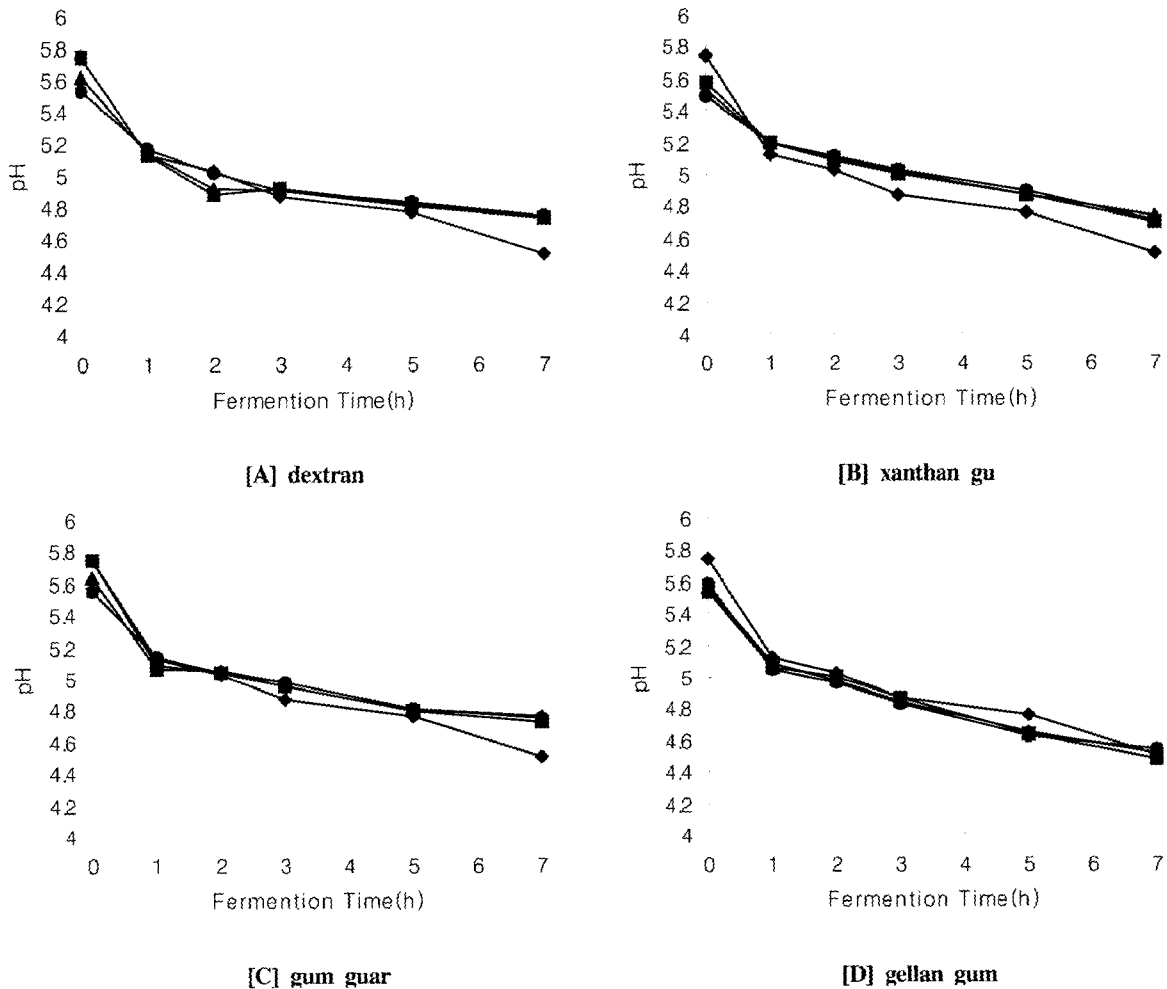 6
5.8
5.6
5.4
5.2
5
4.8
4.6
4.4
4.2
4
pH
0 1 2 3 4 5 6 7
Fermention Time(h)
[A] dextran
6
5.8
5.6
5.4
5.2
5
4.8
4.6
4.4
4.2
4
pH
0 1 2 3 4 5 6 7
Fermention Time(h)
[B] xanthan gu
6
5.8
5.6
5.4
5.2
5
4.8
4.6
4.4
4.2
4
pH
0 1 2 3 4 5 6 7
Fermention Time(h)
[C] gum guar
6
5.8
5.6
5.4
5.2
5
4.8
4.6
4.4
4.2
4
pH
0 1 2 3 4 5 6 7
Fermention Time(h)
[D] gellan gum